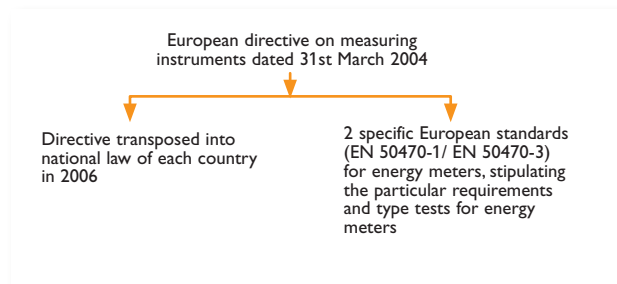 European directive on measuring
instruments dated 31st March 2004
Directive transposed into
national law of each country
in 2006
2 specific European standards
(EN 50470-1/ EN 50470-3)
for energy meters, stipulating
the particular requirements
and type tests for energy
meters